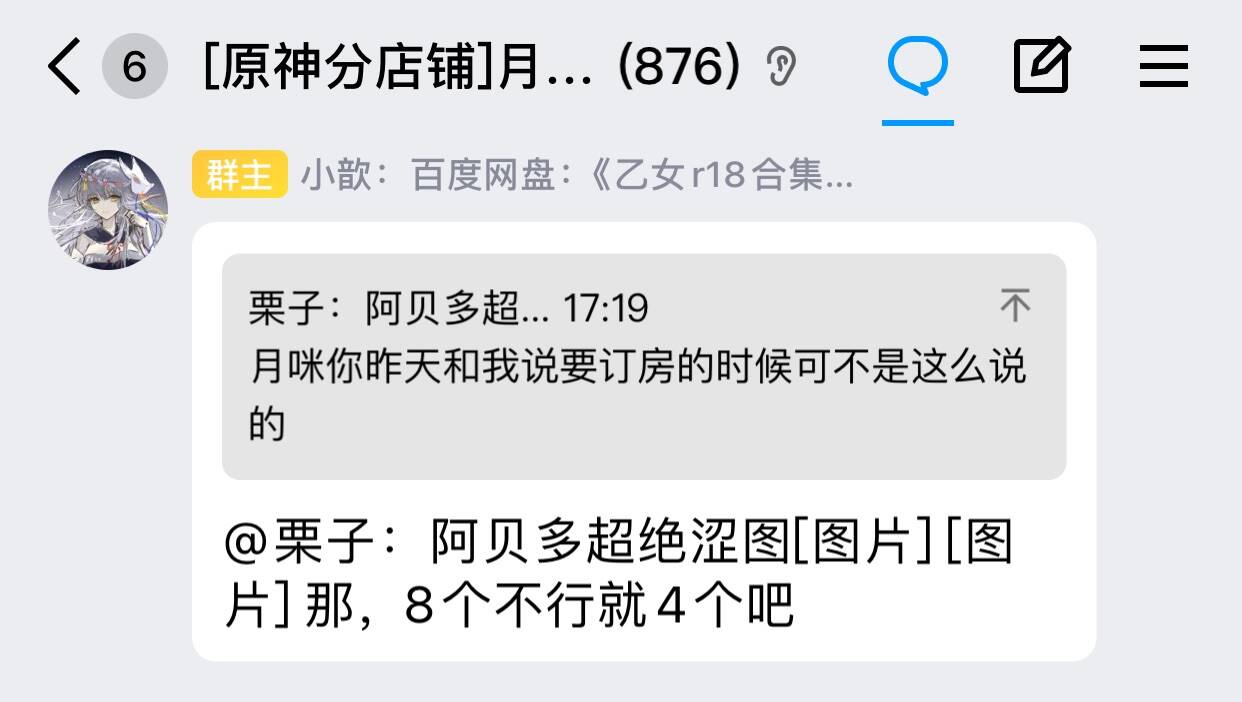 6 [原神分店铺]月... (876)
群主 小歆：百度网盘：《乙女r18合集...
栗子：阿贝多超... 17:19
月咪你昨天和我说要订房的时候可不是这么说
的
@栗子：阿贝多超绝涩图[图片][图
片] 那，8个不行就4个吧